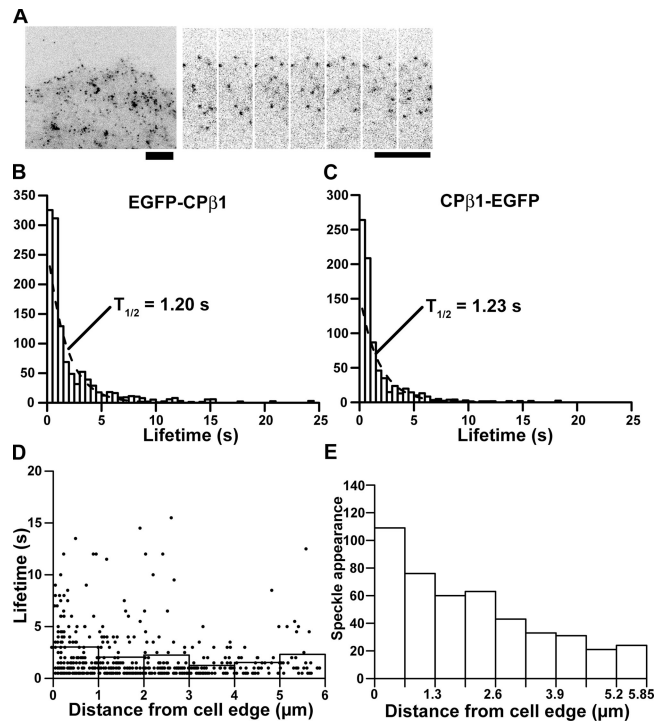 A
B
EGFP-CPβ1
350
300
250
200
150
100
50
0
T1/2 = 1.20 s
0 5 10 15 20 25
Lifetime (s)
C
CPβ1-EGFP
300
250
200
150
100
50
0
T1/2 = 1.23 s
0 5 10 15 20 25
Lifetime (s)
D
20
15
10
5
0
Lifetime (s)
0 1 2 3 4 5 6
Distance from cell edge (μm)
E
140
120
100
80
60
40
20
0
Speckle appearance
0 1.3 2.6 3.9 5.2 5.85
Distance from cell edge (μm)